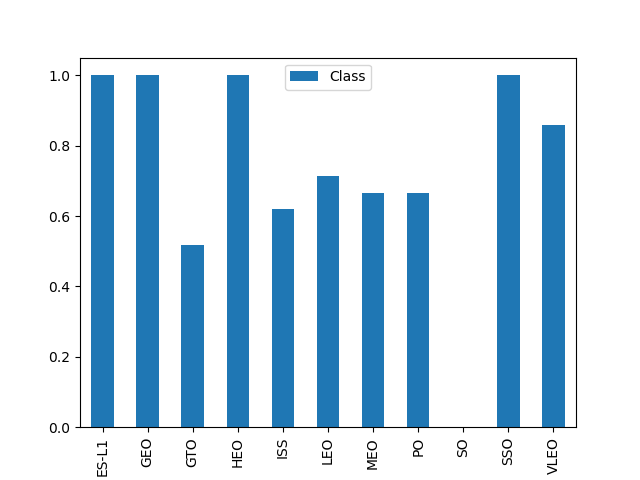 Class
1.0
0.8
0.6
0.4
0.2
0.0
ES-L1
GEO
GTO
HEO
ISS
LEO
MEO
PO
SO
SSO
VLEO